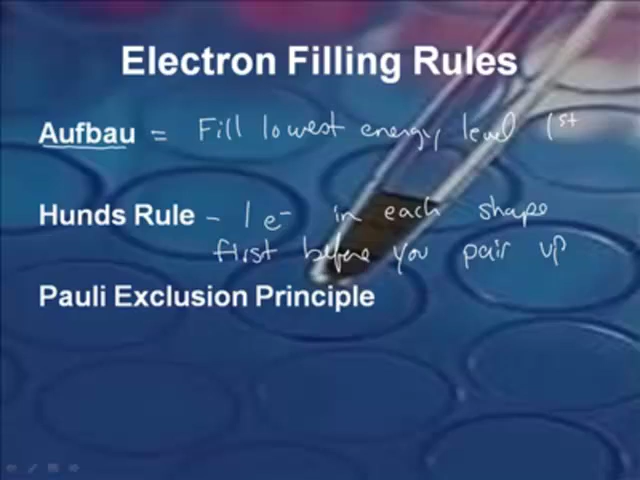 Electron Filling Rules
Aufbau = Fill lowest energy level 1st
Hunds Rule - 1 e- in each shape
first before you pair up
Pauli Exclusion Principle